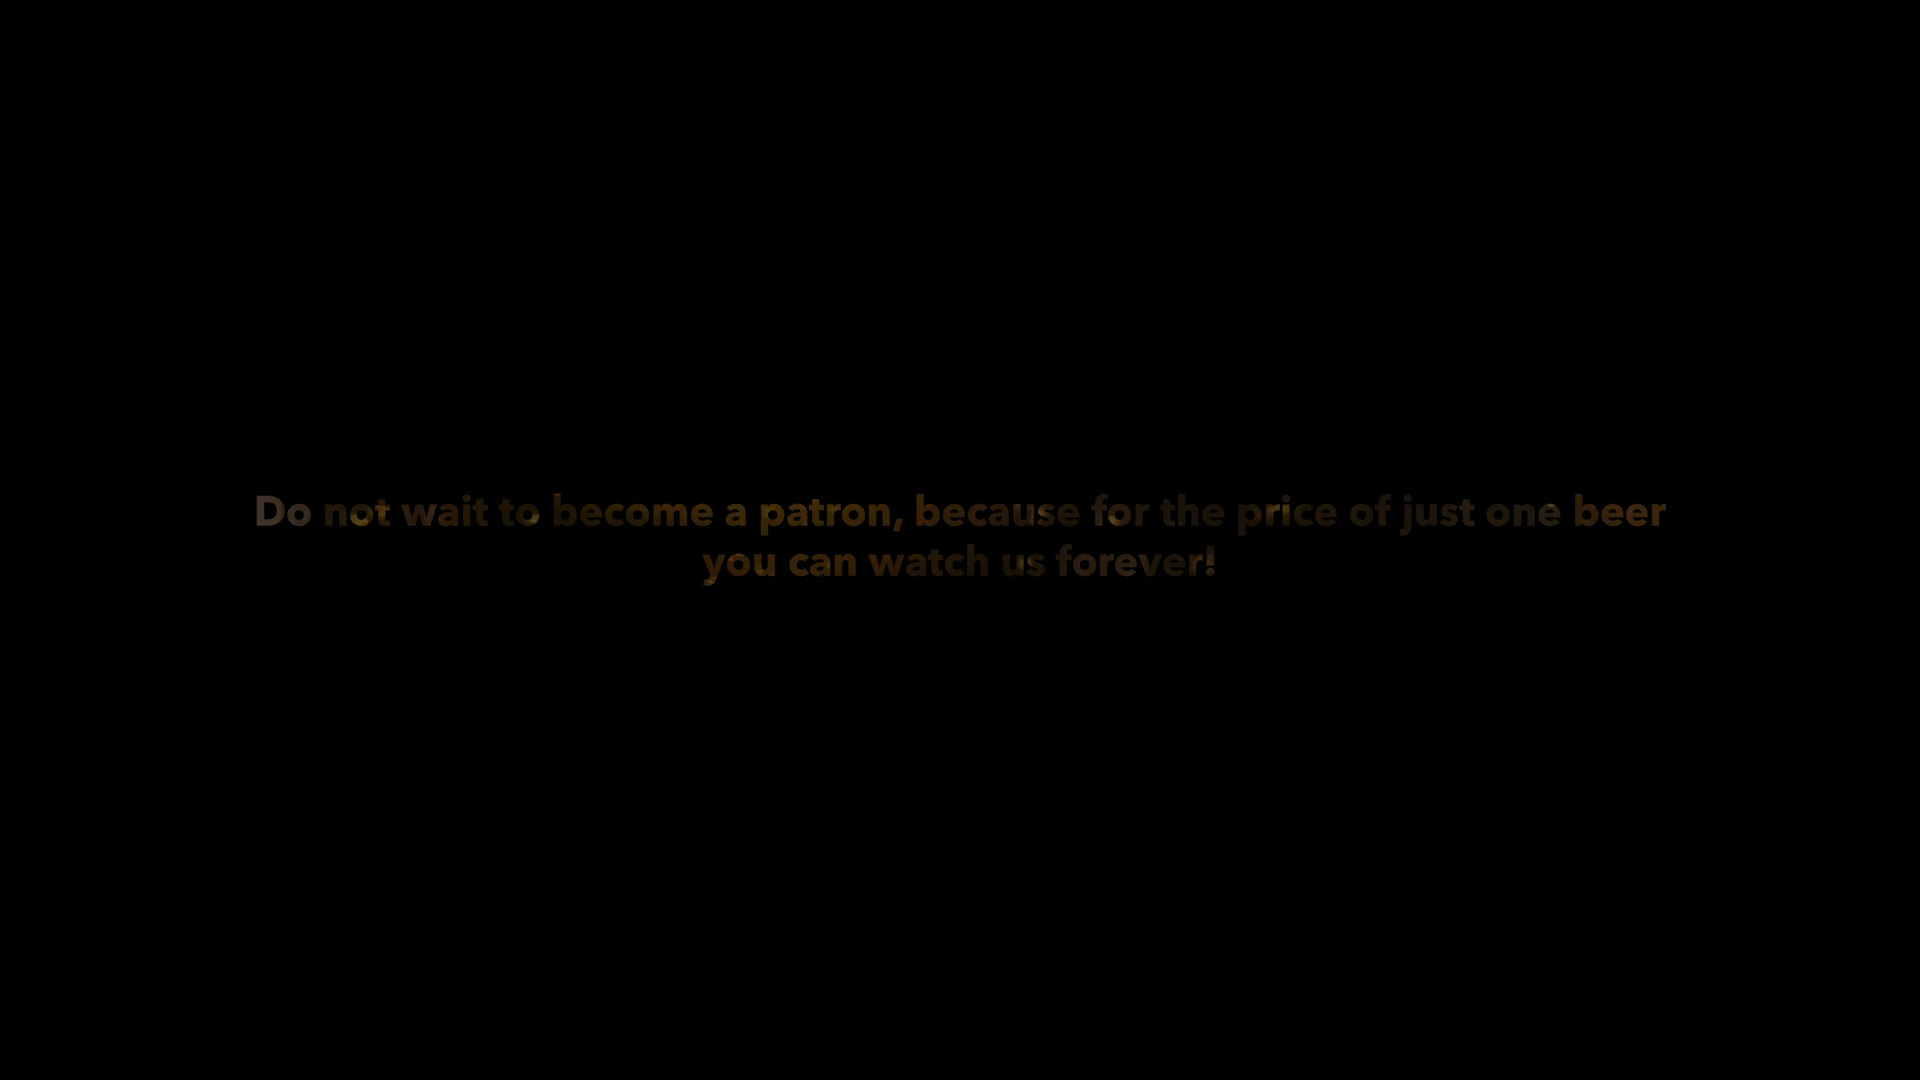 Do not wait to become a patron, because for the price of just one beer
you can watch us forever!